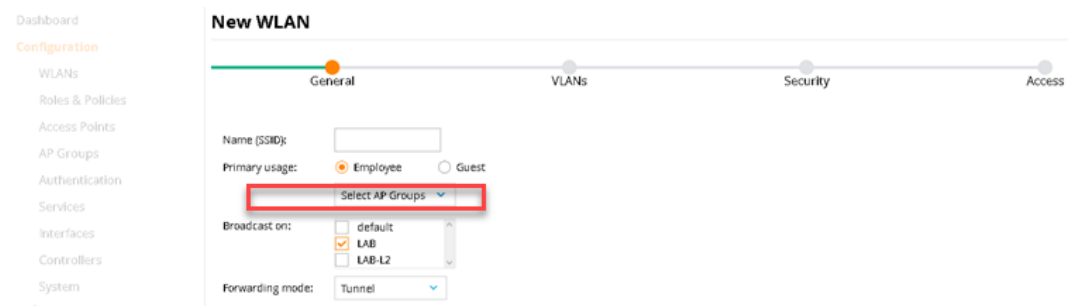 Dashboard
Configuration
WLANs
Roles & Policies
Access Points
AP Groups
Authentication
Services
Interfaces
Controllers
System
New WLAN
General VLANs Security Access
Name (SSID):
Primary usage: Employee Guest
Select AP Groups
Broadcast on: default
LAB
LAB-L2
Forwarding mode: Tunnel